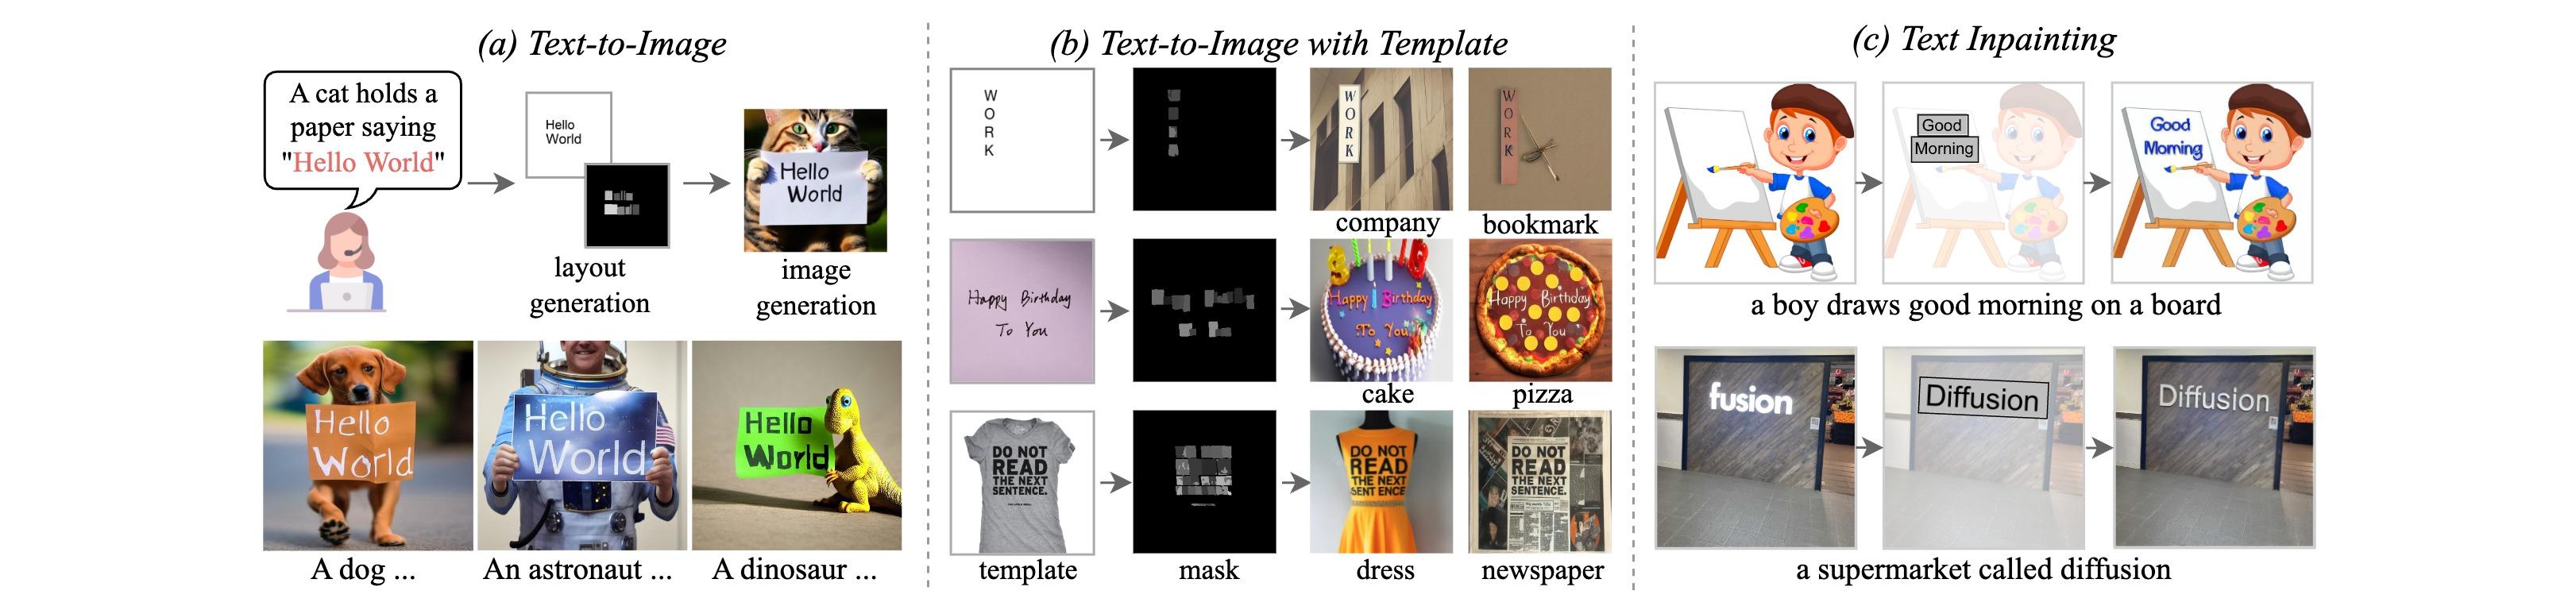 (a) Text-to-Image
A cat holds a
paper saying
"Hello World"
Hello
World
layout
generation
Hello
World
image
generation
Hello
World
A dog ...
Hello
World
An astronaut ...
Hello
World
A dinosaur ...
(b) Text-to-Image with Template
W
O
R
K
W
O
R
K
company
W
O
R
K
bookmark
Happy Birthday
To You
Happy Birthday
To You
cake
Happy Birthday
To You
pizza
DO NOT
READ
THE NEXT
SENTENCE.
template
mask
DO NOT
READ
THE NEXT
SENT ENCE.
dress
DO NOT
READ
THE NEXT
SENTENCE.
newspaper
(c) Text Inpainting
Good
Morning
Good
Morning
a boy draws good morning on a board
fusion
Diffusion
Diffusion
a supermarket called diffusion